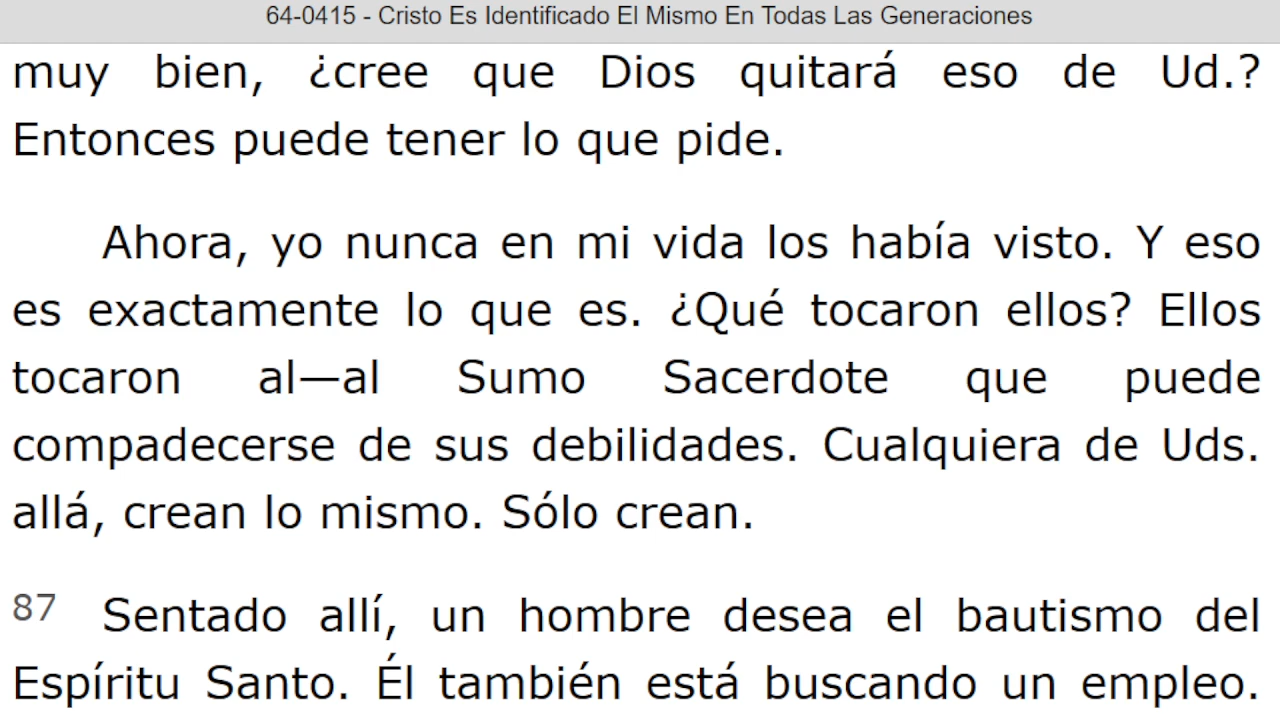 64-0415 - Cristo Es Identificado El Mismo En Todas Las Generaciones
muy bien, ¿cree que Dios quitará eso de Ud.?
Entonces puede tener lo que pide.
Ahora, yo nunca en mi vida los había visto. Y eso
es exactamente lo que es. ¿Qué tocaron ellos? Ellos
tocaron al—al Sumo Sacerdote que puede
compadecerse de sus debilidades. Cualquiera de Uds.
allá, crean lo mismo. Sólo crean.
87 Sentado allí, un hombre desea el bautismo del
Espíritu Santo. Él también está buscando un empleo.